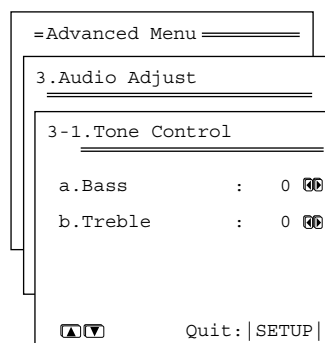 =Advanced Menu
3.Audio Adjust
3-1.Tone Control
a.Bass : 0
b.Treble : 0
Quit:|SETUP|